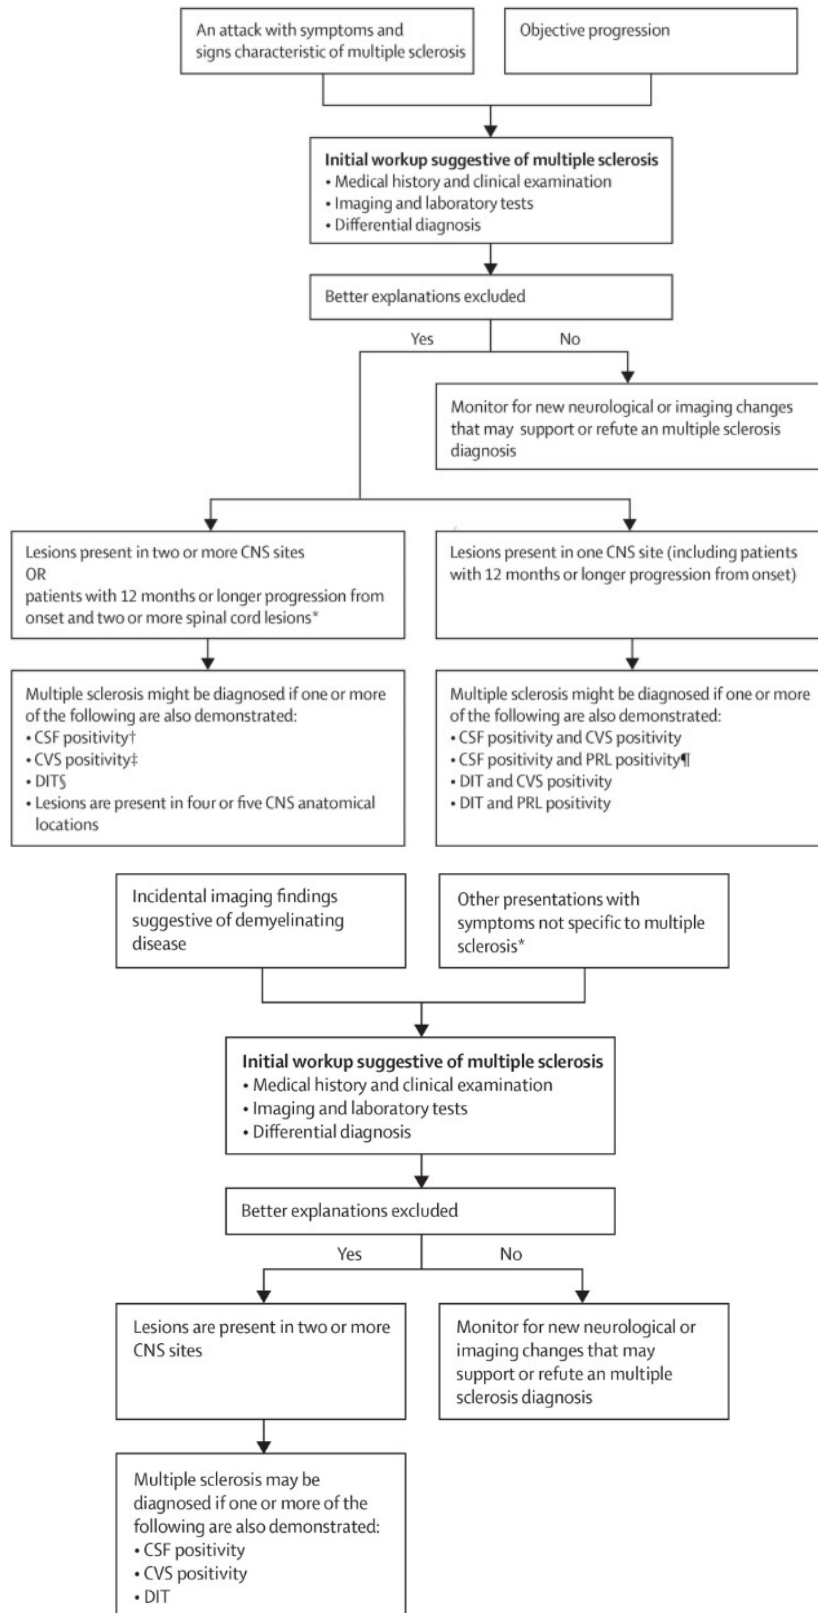 An attack with symptoms and
signs characteristic of multiple sclerosis
Objective progression
Initial workup suggestive of multiple sclerosis
• Medical history and clinical examination
• Imaging and laboratory tests
• Differential diagnosis
Better explanations excluded
Yes
No
Monitor for new neurological or imaging changes
that may support or refute an multiple sclerosis
diagnosis
Lesions present in two or more CNS sites
OR
patients with 12 months or longer progression from
onset and two or more spinal cord lesions*
Lesions present in one CNS site (including patients
with 12 months or longer progression from onset)
Multiple sclerosis might be diagnosed if one or more
of the following are also demonstrated:
• CSF positivity†
• CVS positivity‡
• DIT§
• Lesions are present in four or five CNS anatomical
locations
Multiple sclerosis might be diagnosed if one or more
of the following are also demonstrated:
• CSF positivity and CVS positivity
• CSF positivity and PRL positivity¶
• DIT and CVS positivity
• DIT and PRL positivity
Incidental imaging findings
suggestive of demyelinating
disease
Other presentations with
symptoms not specific to multiple
sclerosis*
Initial workup suggestive of multiple sclerosis
• Medical history and clinical examination
• Imaging and laboratory tests
• Differential diagnosis
Better explanations excluded
Yes
No
Lesions are present in two or more
CNS sites
Monitor for new neurological or
imaging changes that may
support or refute an multiple
sclerosis diagnosis
Multiple sclerosis may be
diagnosed if one or more of the
following are also demonstrated:
• CSF positivity
• CVS positivity
• DIT